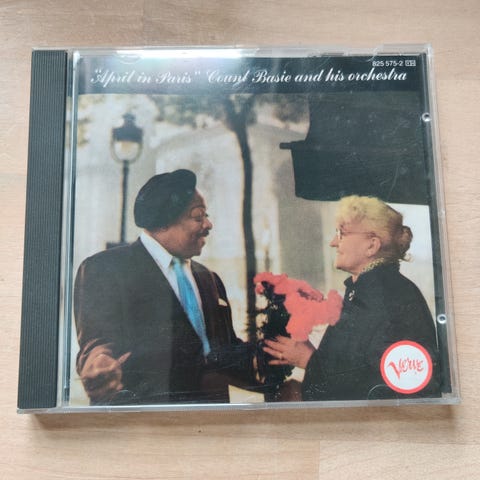 "April in Paris" Count Basie and his orchestra
825 575-2
Verve